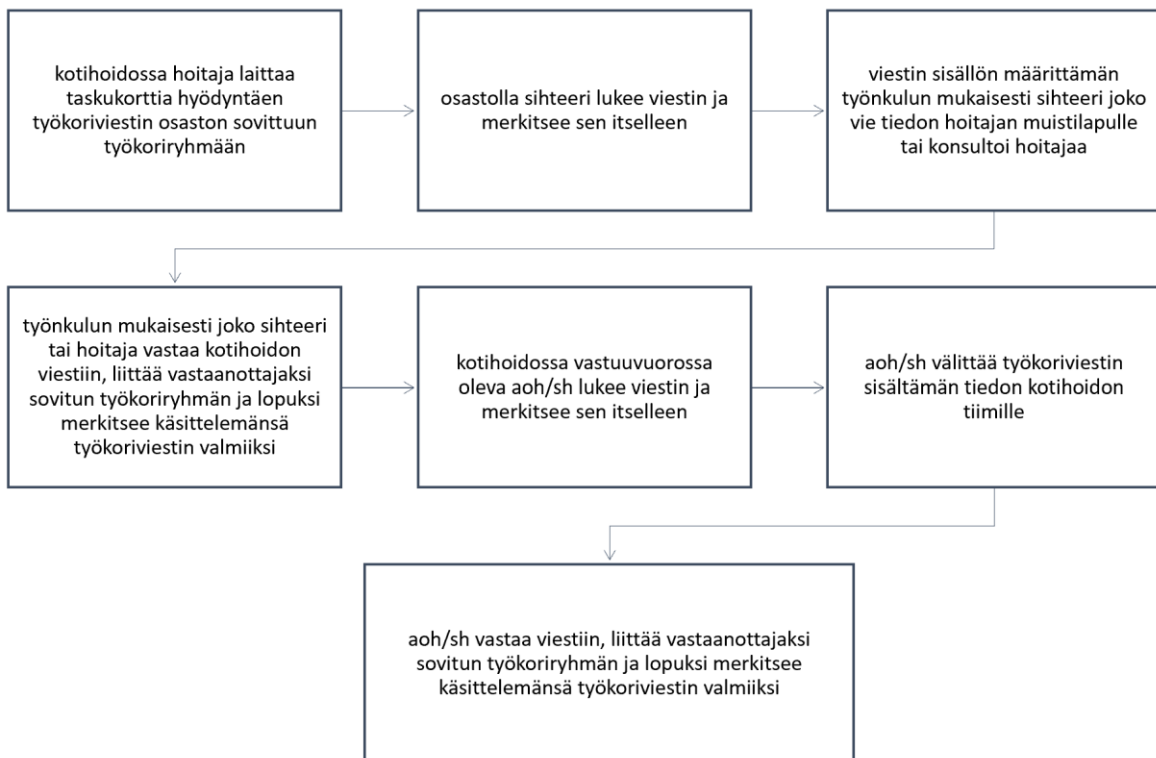 kotihoidossa hoitaja laittaa
taskukorttia hyödyntäen
työkoriviestin osaston sovittuun
työkoriryhmään
osastolla sihteeri lukee viestin ja
merkitsee sen itselleen
viestin sisällön määrittämän
työnkulun mukaisesti sihteeri joko
vie tiedon hoitajan muistilapulle
tai konsultoi hoitajaa
työnkulun mukaisesti joko sihteeri
tai hoitaja vastaa kotihoidon
viestiin, liittää vastaanottajaksi
sovitun työkoriryhmän ja lopuksi
merkitsee käsittelemänsä
työkoriviestin valmiiksi
kotihoidossa vastuuvuorossa
oleva aoh/sh lukee viestin ja
merkitsee sen itselleen
aoh/sh välittää työkoriviestin
sisältämän tiedon kotihoidon
tiimille
aoh/sh vastaa viestiin, liittää vastaanottajaksi
sovitun työkoriryhmän ja lopuksi merkitsee
käsittelemänsä työkoriviestin valmiiksi